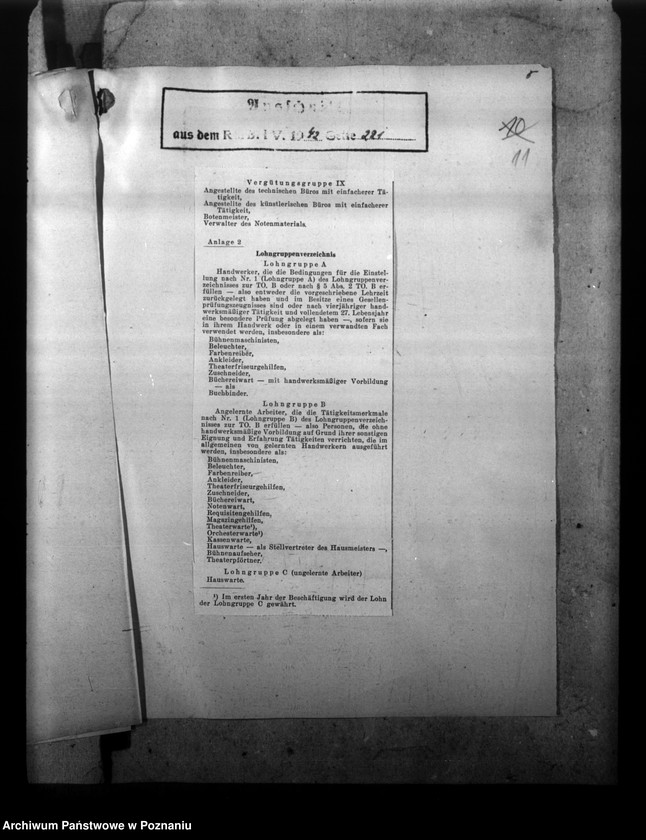 Ausschnitt
aus dem R B. I V. 1942 Seite 221
10
11
Vergütungsgruppe IX
Angestellte des technischen Büros mit einfacherer Tä-
tigkeit,
Angestellte des künstlerischen Büros mit einfacherer
Tätigkeit,
Botenmeister,
Verwalter des Notenmaterials.
Anlage 2
Lohngruppenverzeichnis
Lohngruppe A
Handwerker, die die Bedingungen für die Einstel-
lung nach Nr. 1 (Lohngruppe A) des Lohngruppenver-
zeichnisses zur TO. B oder nach § 5 Abs. 2 TO. B er-
füllen — also entweder die vorgeschriebene Lehrzeit
zurückgelegt haben und im Besitze eines Gesellen-
prüfungszeugnisses sind oder nach vierjähriger hand-
werksmäßiger Tätigkeit und vollendetem 27. Lebensjahr
eine besondere Prüfung abgelegt haben —, sofern sie
in ihrem Handwerk oder in einem verwandten Fach
verwendet werden, insbesondere als:
Bühnenmaschinisten,
Beleuchter,
Farbenreiber,
Ankleider,
Theaterfriseurgehilfen,
Zuschneider,
Büchereiwart — mit handwerksmäßiger Vorbildung
— als
Buchbinder.
Lohngruppe B
Angelernte Arbeiter, die die Tätigkeitsmerkmale
nach Nr. 1 (Lohngruppe B) des Lohngruppenverzeich-
nisses zur TO. B erfüllen — also Personen, die ohne
handwerksmäßige Vorbildung auf Grund ihrer sonstigen
Eignung und Erfahrung Tätigkeiten verrichten, die im
allgemeinen von gelernten Handwerkern ausgeführt
werden, insbesondere als:
Bühnenmaschinisten,
Beleuchter,
Farbenreiber,
Ankleider,
Theaterfriseurgehilfen,
Zuschneider,
Büchereiwart,
Notenwart,
Requisitengehilfen,
Magazingehilfen,
Theaterwarte¹),
Orchesterwarte¹)
Kassenwarte,
Hauswarte — als Stellvertreter des Hausmeisters —,
Bühnenaufseher,
Theaterpförtner.
Lohngruppe C (ungelernte Arbeiter)
Hauswarte.
¹) Im ersten Jahr der Beschäftigung wird der Lohn
der Lohngruppe C gewährt.
Archiwum Państwowe w Poznaniu